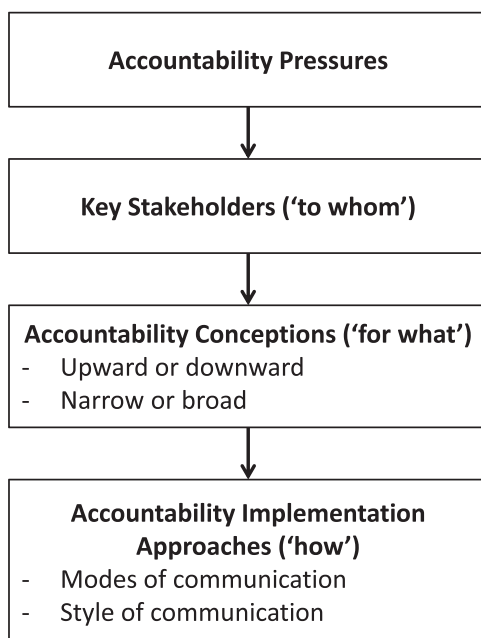 Accountability Pressures
Key Stakeholders (‘to whom’)
Accountability Conceptions (‘for what’)
- Upward or downward
- Narrow or broad
Accountability Implementation
Approaches (‘how’)
- Modes of communication
- Style of communication